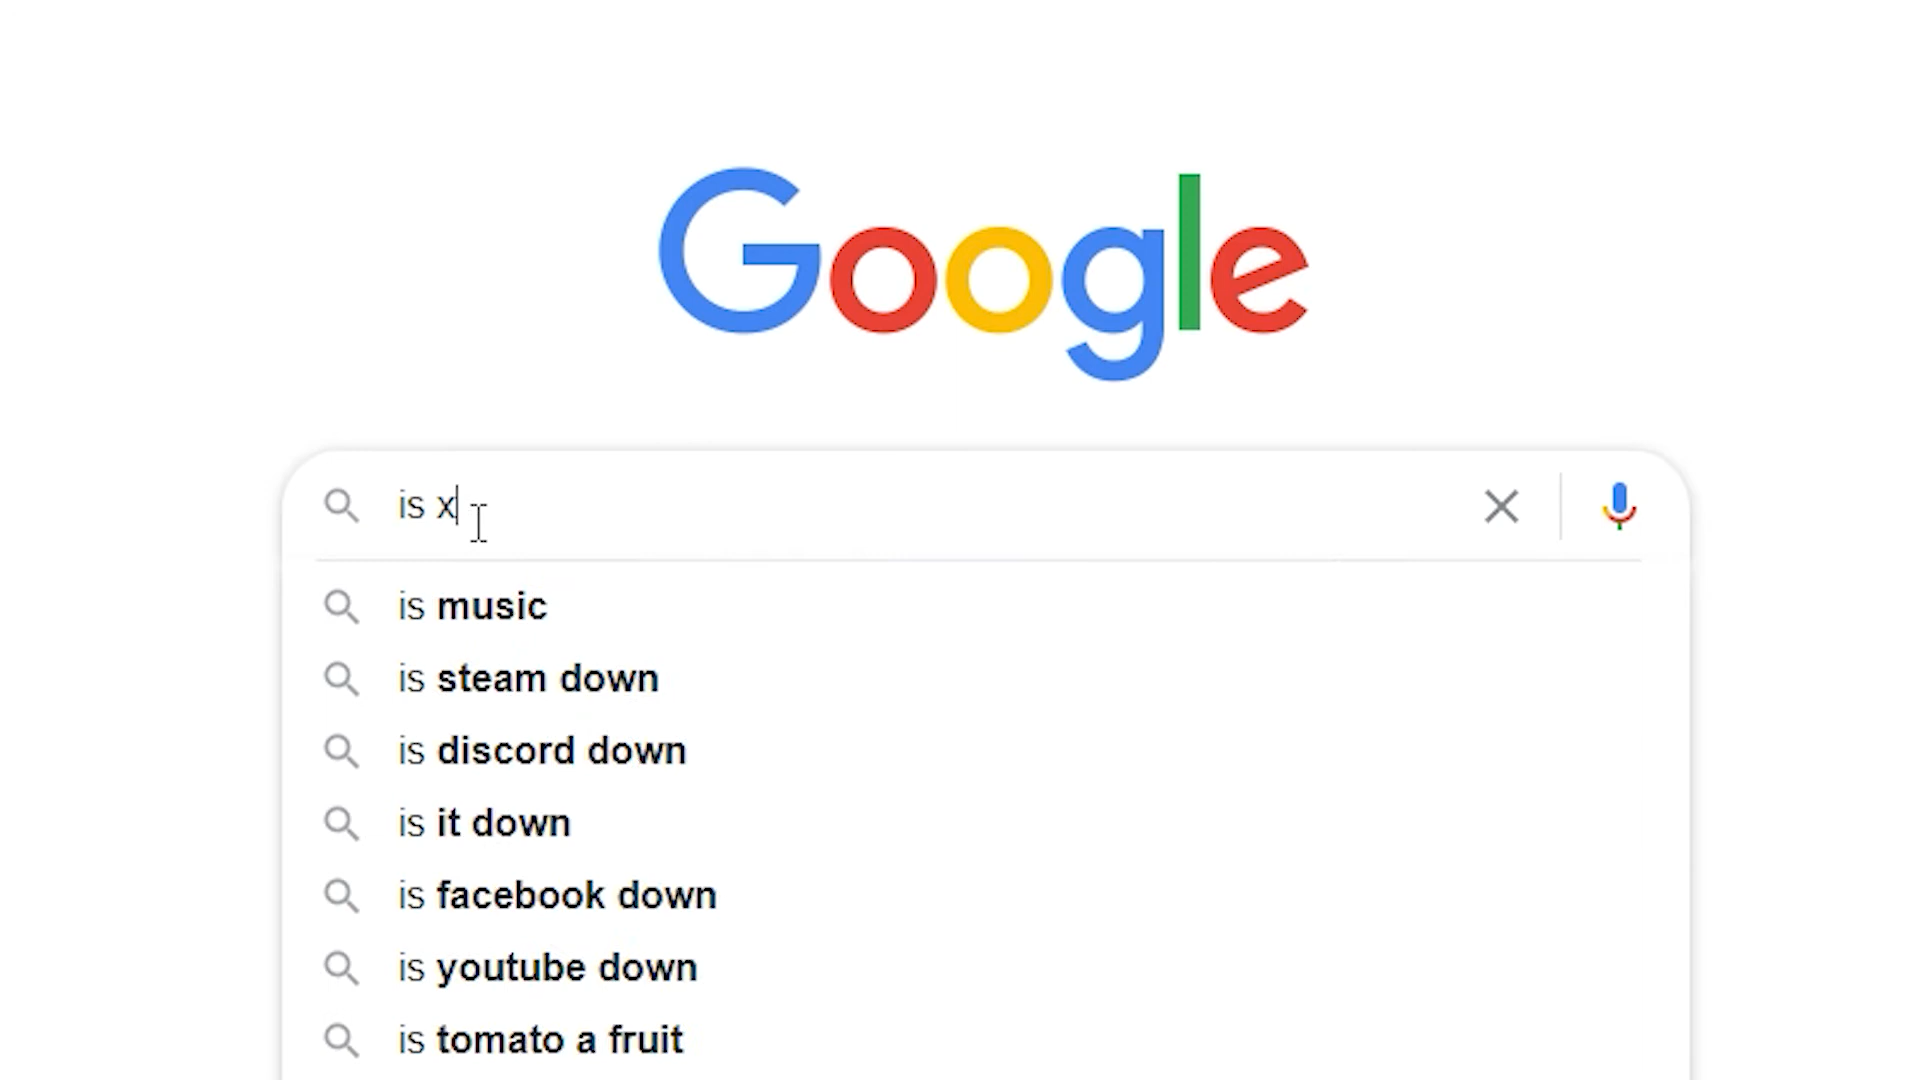 Google
is x
is music
is steam down
is discord down
is it down
is facebook down
is youtube down
is tomato a fruit